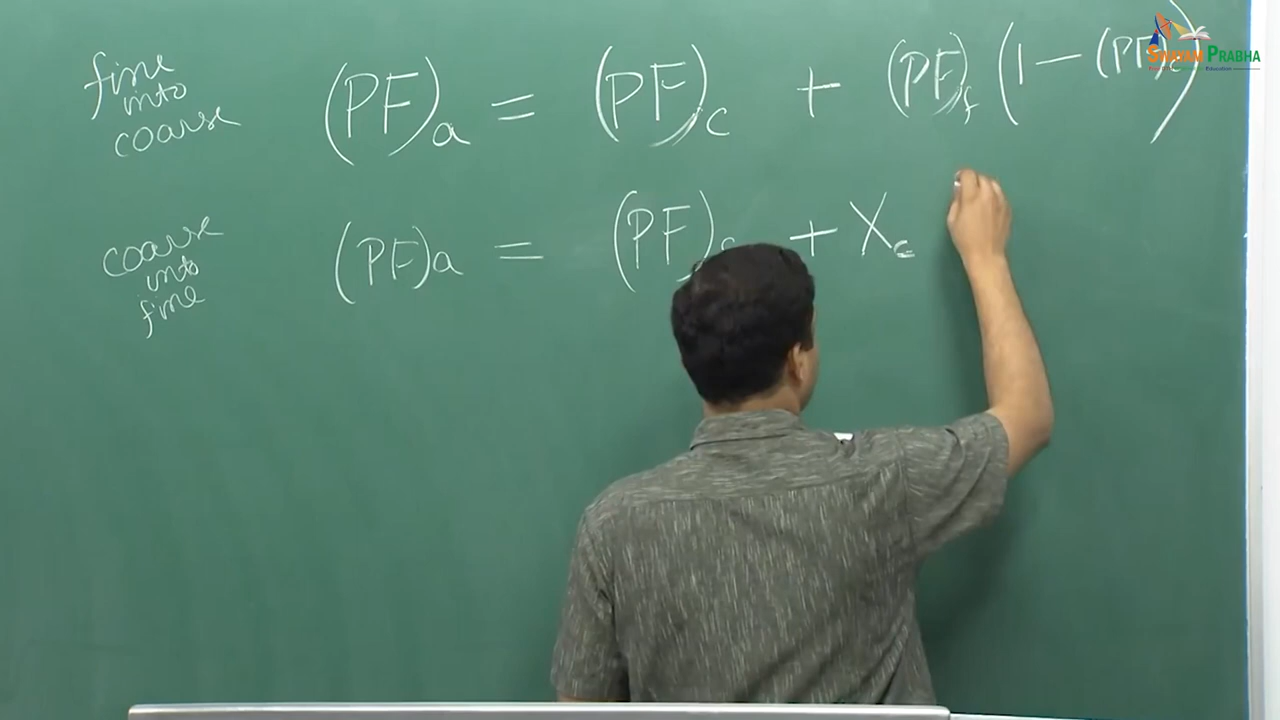 fine
into
coarse
(PF)a = (PF)c + (PF)f (1 − (PF)
SWAYAM PRABHA
coarse
into
fine
(PF)a = (PF) + Xc